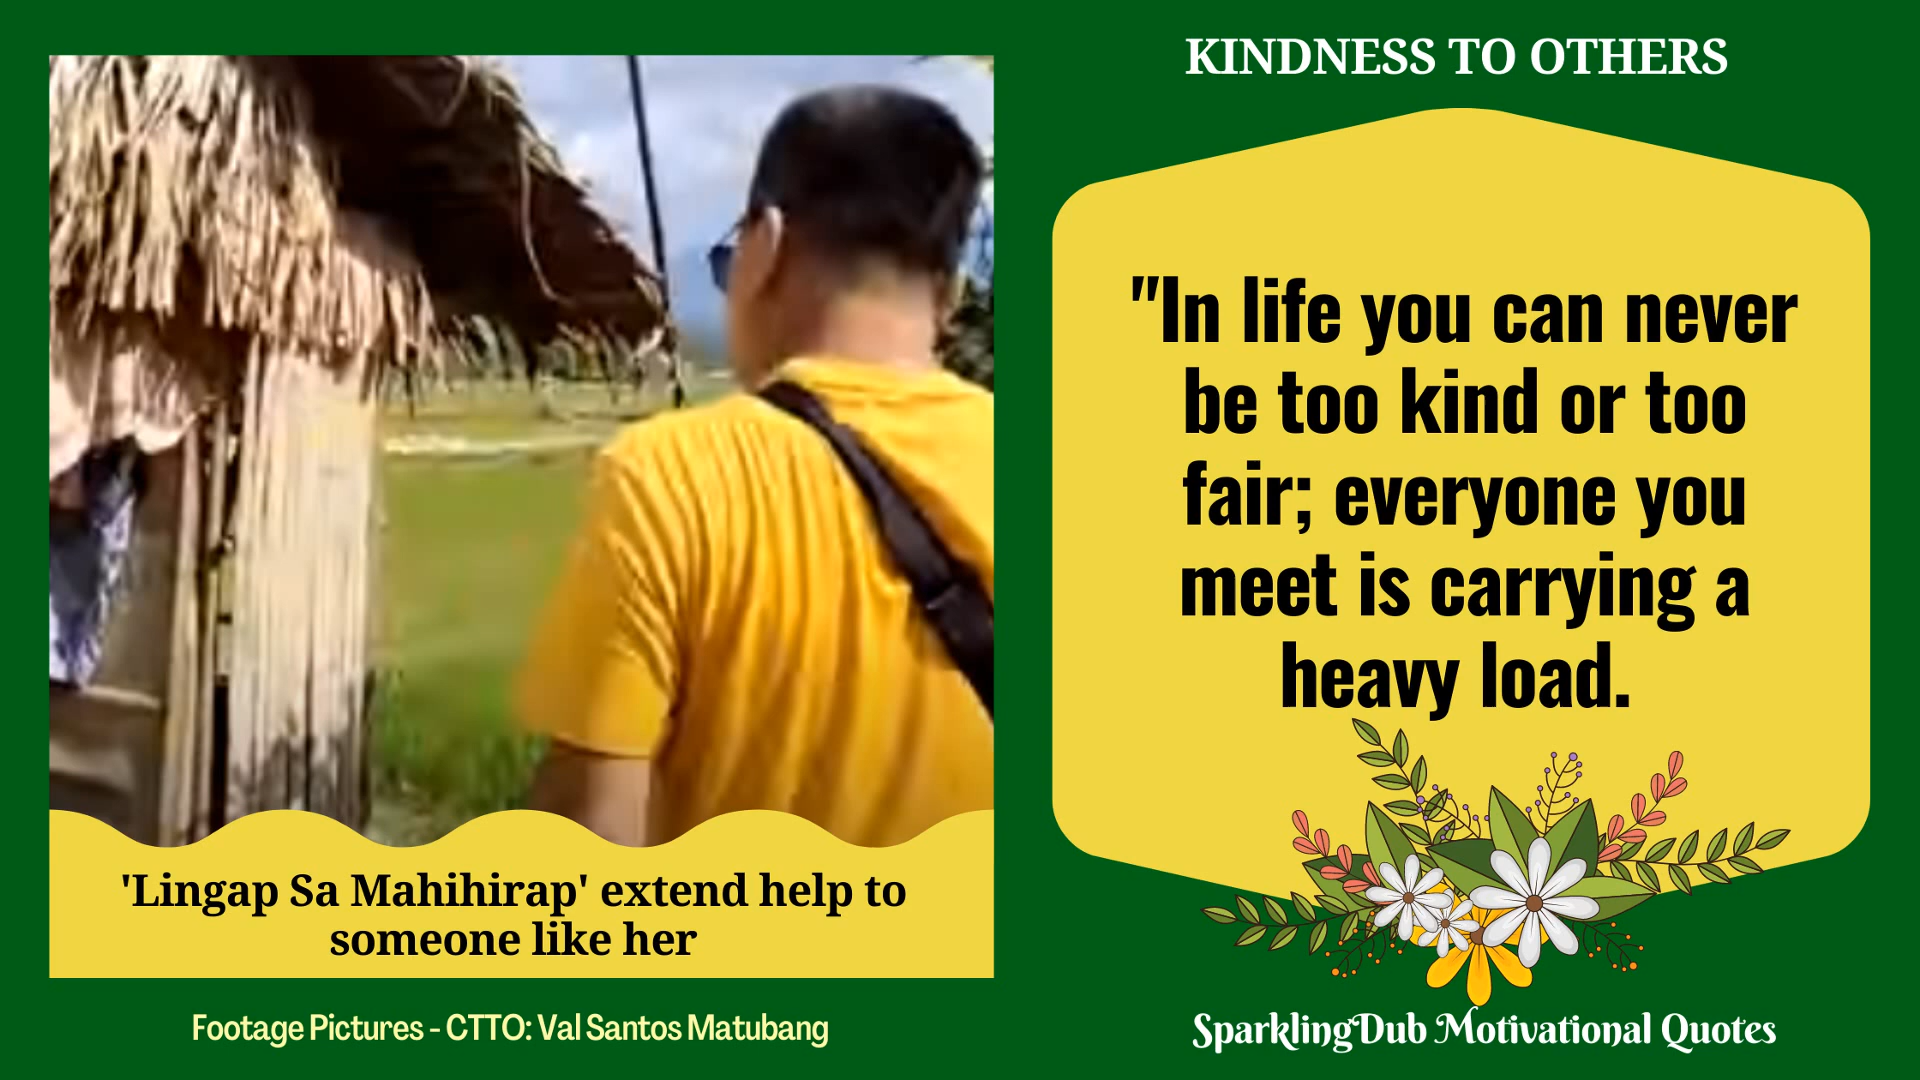 KINDNESS TO OTHERS
"In life you can never
be too kind or too
fair; everyone you
meet is carrying a
heavy load.
'Lingap Sa Mahihirap' extend help to
someone like her
Footage Pictures - CTTO: Val Santos Matubang
SparklingDub Motivational Quotes